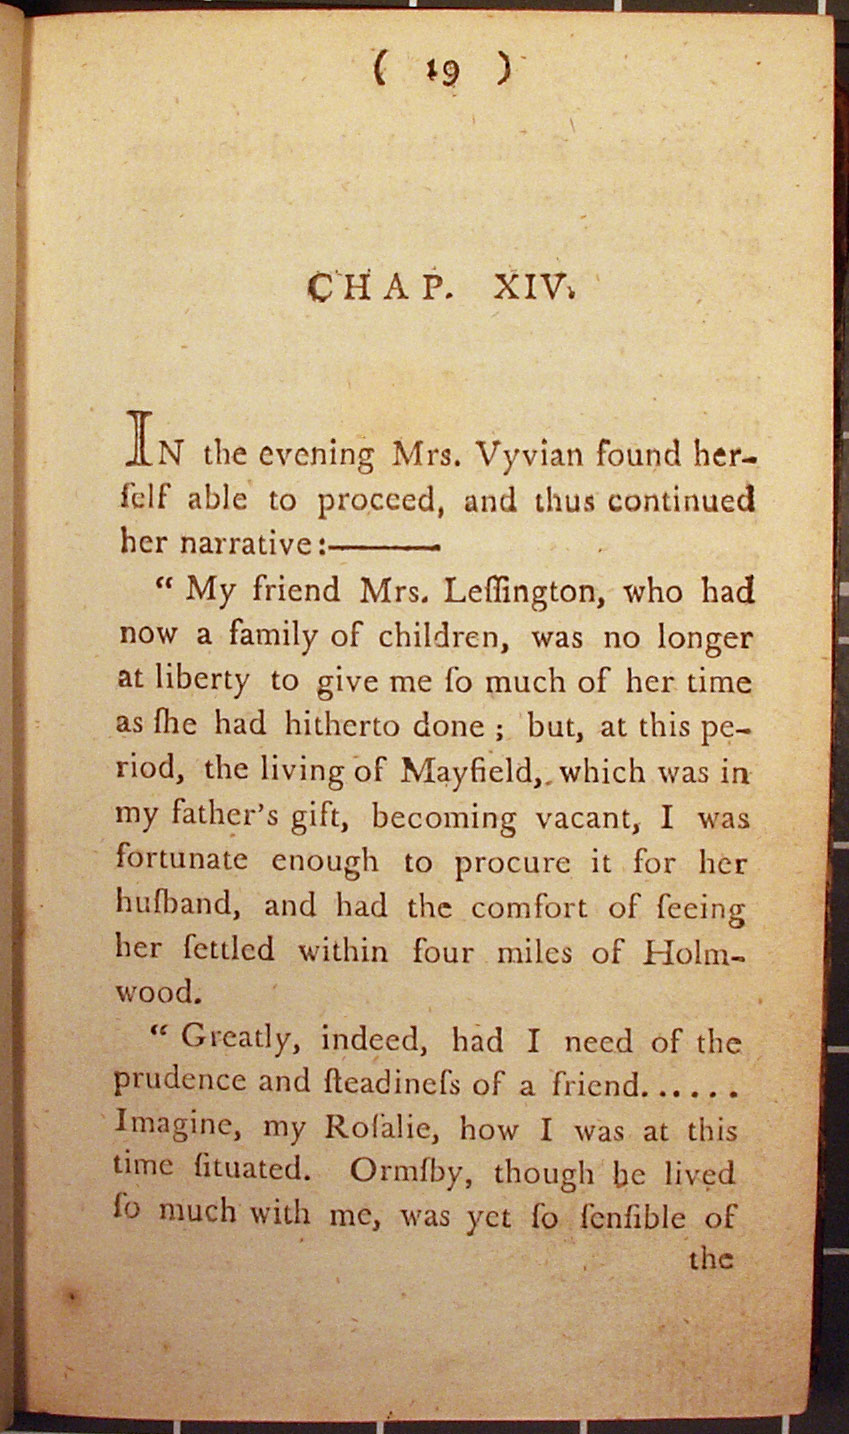 ( 19 )
CHAP. XIV.
IN the evening Mrs. Vyvian found her-
ſelf able to proceed, and thus continued
her narrative:———
“ My friend Mrs. Leſſington, who had
now a family of children, was no longer
at liberty to give me ſo much of her time
as ſhe had hitherto done ; but, at this pe-
riod, the living of Mayfield, which was in
my father’s gift, becoming vacant, I was
fortunate enough to procure it for her
huſband, and had the comfort of ſeeing
her ſettled within four miles of Holm-
wood.
“ Greatly, indeed, had I need of the
prudence and ſteadineſs of a friend......
Imagine, my Roſalie, how I was at this
time ſituated. Ormſby, though he lived
ſo much with me, was yet ſo ſenſible of
the